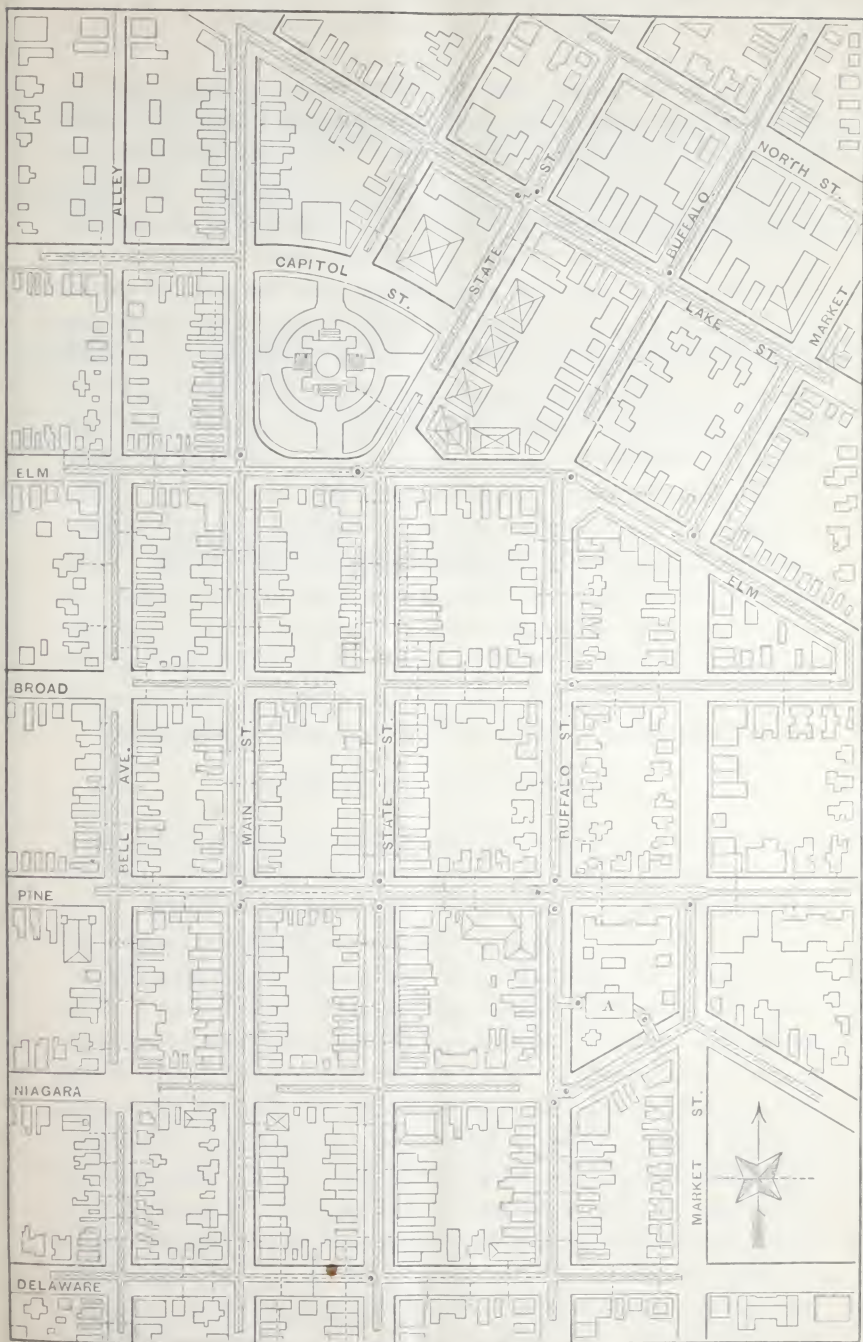 NORTH ST.
ALLEY
STATE ST.
BUFFALO
CAPITOL ST.
LAKE ST.
MARKET
ELM
ELM
BROAD
BELL AVE.
MAIN ST.
STATE ST.
BUFFALO ST.
PINE
A
NIAGARA
MARKET ST.
DELAWARE